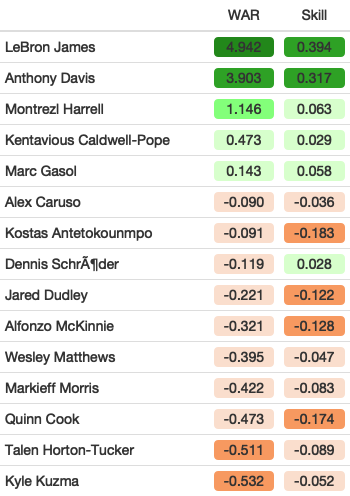 WAR Skill
LeBron James 4.942 0.394
Anthony Davis 3.903 0.317
Montrezl Harrell 1.146 0.063
Kentavious Caldwell-Pope 0.473 0.029
Marc Gasol 0.143 0.058
Alex Caruso -0.090 -0.036
Kostas Antetokounmpo -0.091 -0.183
Dennis SchrÃ¶der -0.119 0.028
Jared Dudley -0.221 -0.122
Alfonzo McKinnie -0.321 -0.128
Wesley Matthews -0.395 -0.047
Markieff Morris -0.422 -0.083
Quinn Cook -0.473 -0.174
Talen Horton-Tucker -0.511 -0.089
Kyle Kuzma -0.532 -0.052